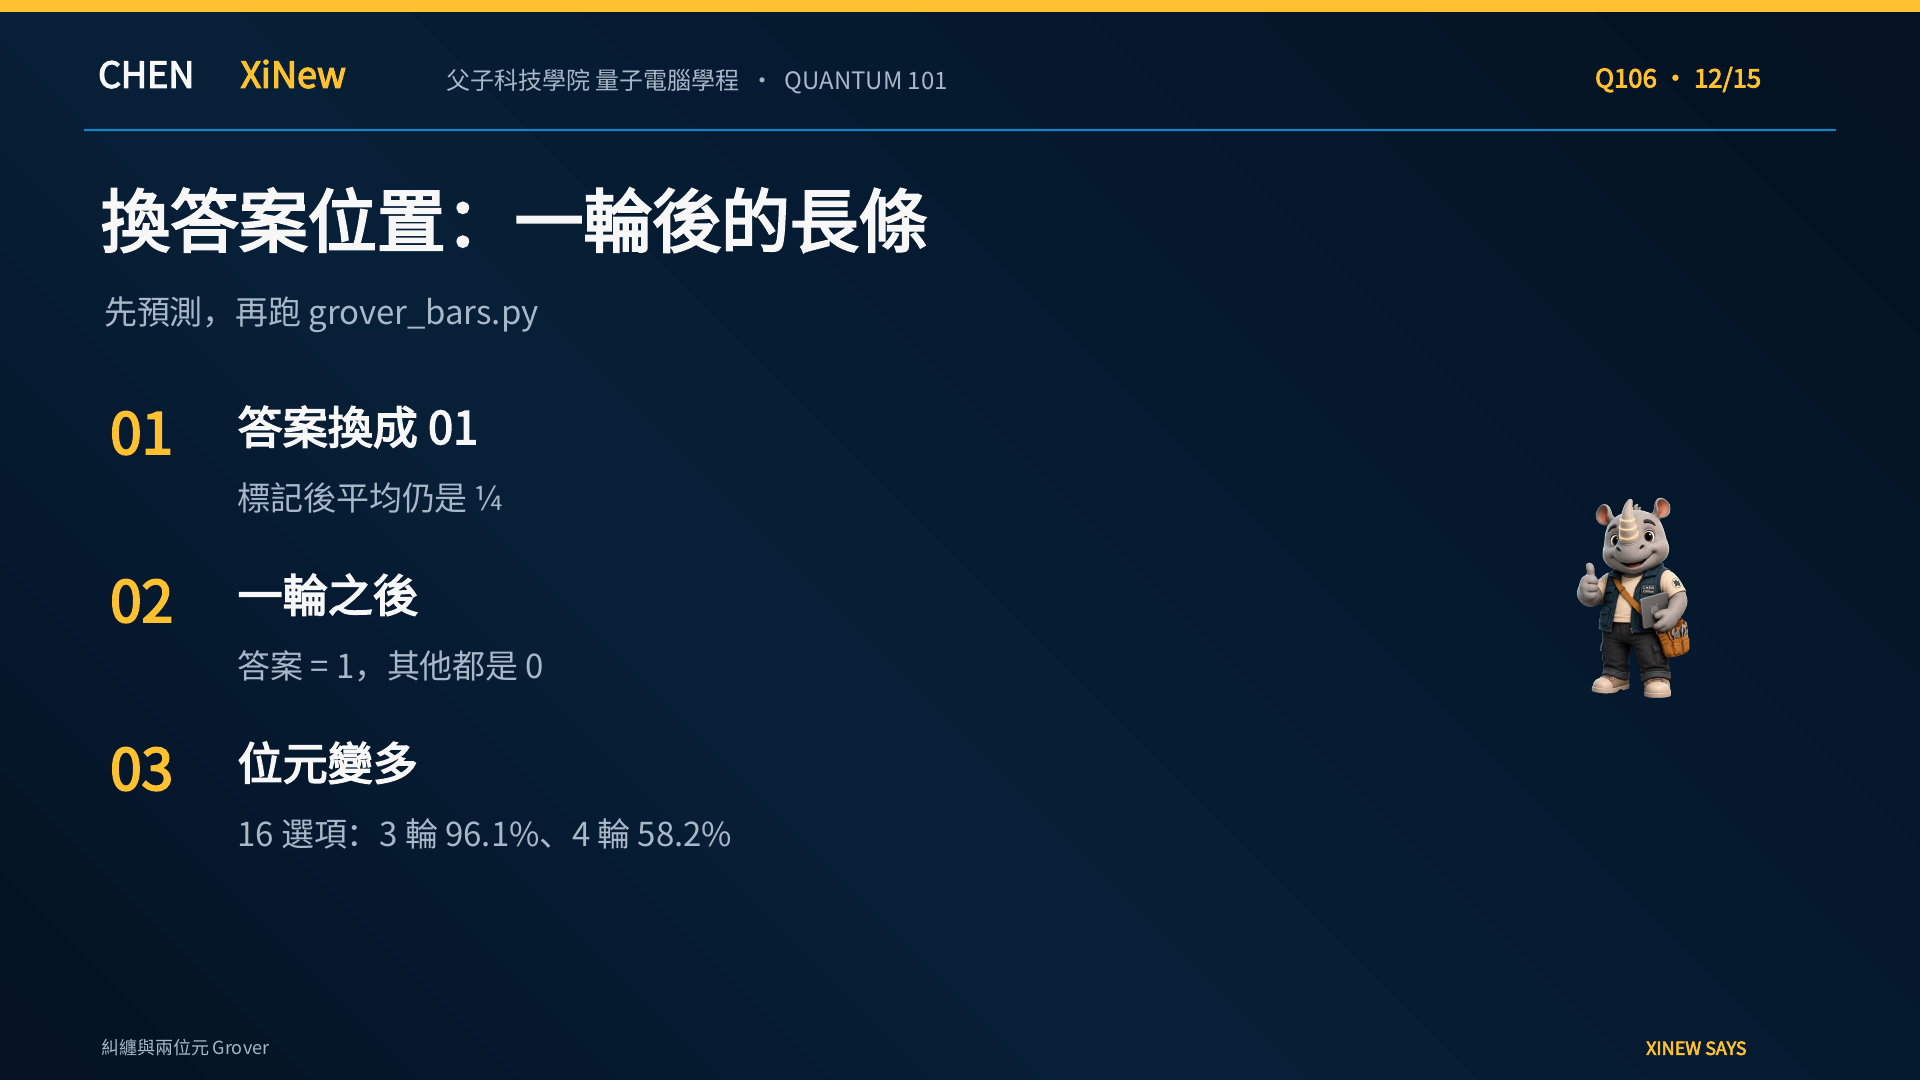 CHEN XiNew 父子科技學院 量子電腦學程 • QUANTUM 101 Q106 • 12/15
換答案位置：一輪後的長條
先預測，再跑 grover_bars.py
01 答案換成 01
標記後平均仍是 ¼
02 一輪之後
答案 = 1，其他都是 0
03 位元變多
16 選項：3 輪 96.1%、4 輪 58.2%
糾纏與兩位元 Grover
XINEW SAYS